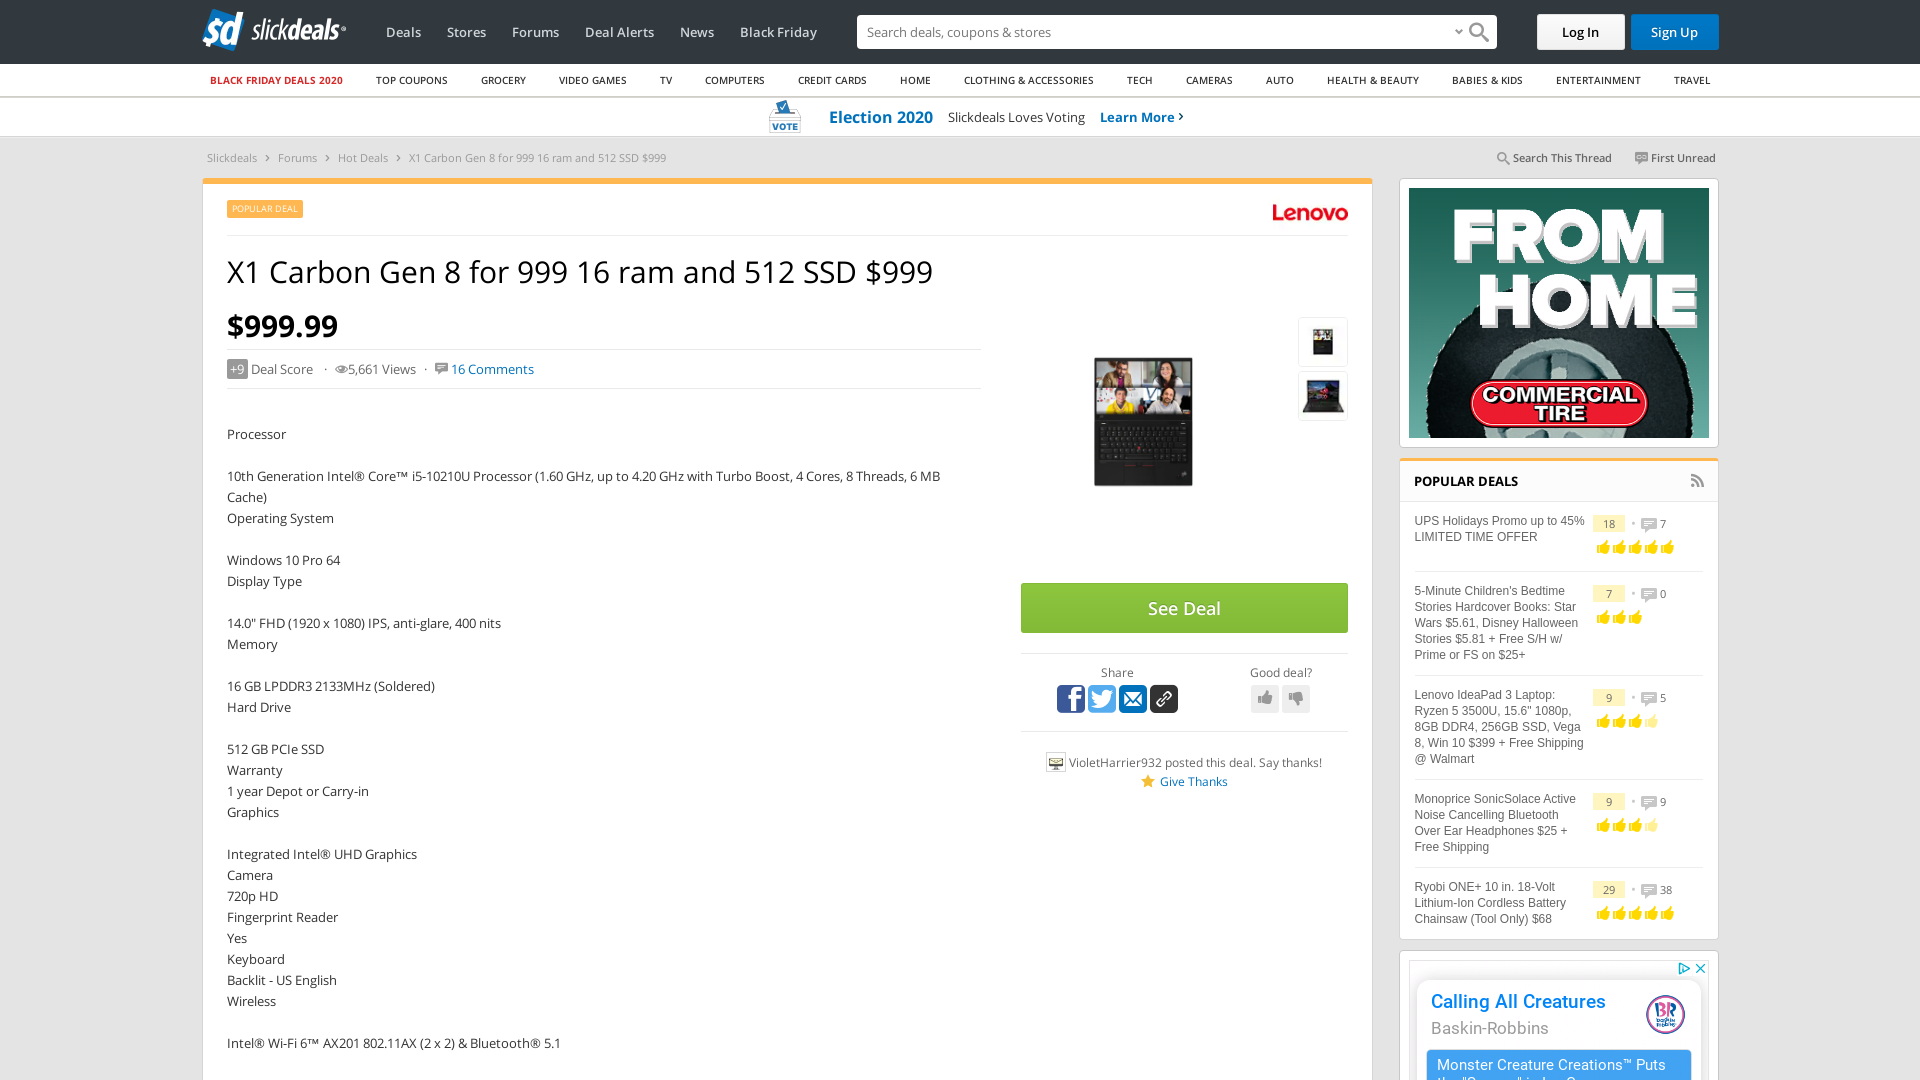 sd slickdeals
Deals
Stores
Forums
Deal Alerts
News
Black Friday
Search deals, coupons & stores
Log In
Sign Up
BLACK FRIDAY DEALS 2020
TOP COUPONS
GROCERY
VIDEO GAMES
TV
COMPUTERS
CREDIT CARDS
HOME
CLOTHING & ACCESSORIES
TECH
CAMERAS
AUTO
HEALTH & BEAUTY
BABIES & KIDS
ENTERTAINMENT
TRAVEL
VOTE
Election 2020 Slickdeals Loves Voting Learn More
Slickdeals › Forums › Hot Deals › X1 Carbon Gen 8 for 999 16 ram and 512 SSD $999
Search This Thread
First Unread
POPULAR DEAL
Lenovo
X1 Carbon Gen 8 for 999 16 ram and 512 SSD $999
$999.99
+9 Deal Score · 5,661 Views · 16 Comments
Processor
10th Generation Intel® Core™ i5-10210U Processor (1.60 GHz, up to 4.20 GHz with Turbo Boost, 4 Cores, 8 Threads, 6 MB
Cache)
Operating System
Windows 10 Pro 64
Display Type
14.0" FHD (1920 x 1080) IPS, anti-glare, 400 nits
Memory
16 GB LPDDR3 2133MHz (Soldered)
Hard Drive
512 GB PCIe SSD
Warranty
1 year Depot or Carry-in
Graphics
Integrated Intel® UHD Graphics
Camera
720p HD
Fingerprint Reader
Yes
Keyboard
Backlit - US English
Wireless
Intel® Wi-Fi 6™ AX201 802.11AX (2 x 2) & Bluetooth® 5.1
See Deal
Share
Good deal?
VioletHarrier932 posted this deal. Say thanks!
Give Thanks
FROM
HOME
COMMERCIAL
TIRE
POPULAR DEALS
UPS Holidays Promo up to 45%
LIMITED TIME OFFER
18 • 7
5-Minute Children's Bedtime
Stories Hardcover Books: Star
Wars $5.61, Disney Halloween
Stories $5.81 + Free S/H w/
Prime or FS on $25+
7 • 0
Lenovo IdeaPad 3 Laptop:
Ryzen 5 3500U, 15.6" 1080p,
8GB DDR4, 256GB SSD, Vega
8, Win 10 $399 + Free Shipping
@ Walmart
9 • 5
Monoprice SonicSolace Active
Noise Cancelling Bluetooth
Over Ear Headphones $25 +
Free Shipping
9 • 9
Ryobi ONE+ 10 in. 18-Volt
Lithium-Ion Cordless Battery
Chainsaw (Tool Only) $68
29 • 38
Calling All Creatures
Baskin-Robbins
BR
Monster Creature Creations™ Puts